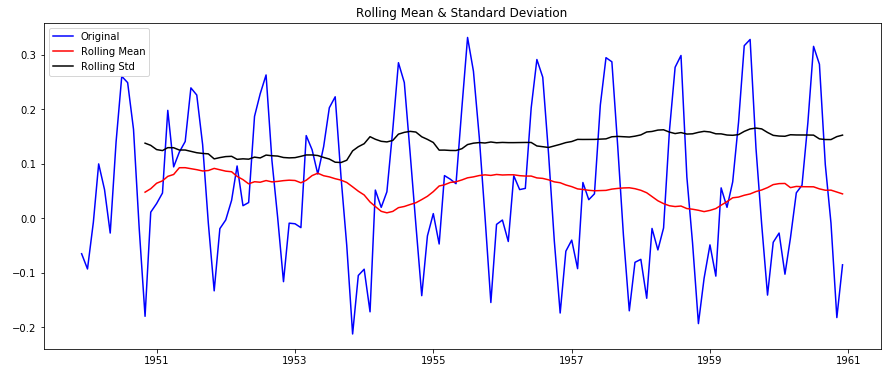 Rolling Mean & Standard Deviation
Original
Rolling Mean
Rolling Std
0.3
0.2
0.1
0.0
−0.1
−0.2
1951 1953 1955 1957 1959 1961